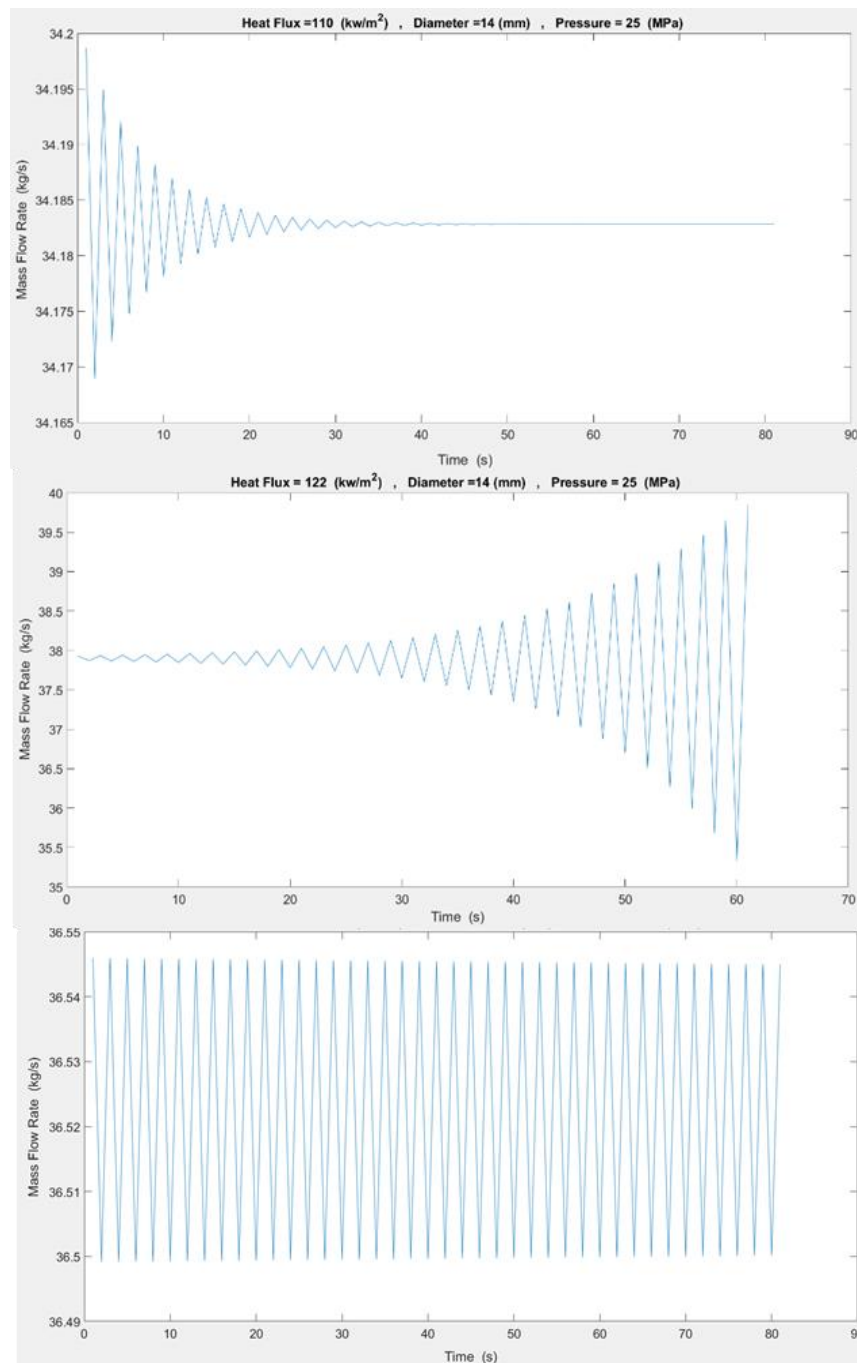 Heat Flux =110 (kw/m²) , Diameter =14 (mm) , Pressure = 25 (MPa)
34.2
34.195
34.19
34.185
34.18
34.175
34.17
34.165
Mass Flow Rate (kg/s)
0 10 20 30 40 50 60 70 80 90
Time (s)
Heat Flux = 122 (kw/m²) , Diameter =14 (mm) , Pressure = 25 (MPa)
40
39.5
39
38.5
38
37.5
37
36.5
36
35.5
35
Mass Flow Rate (kg/s)
0 10 20 30 40 50 60 70
Time (s)
36.55
36.54
36.53
36.52
36.51
36.5
36.49
Mass Flow Rate (kg/s)
0 10 20 30 40 50 60 70 80 90
Time (s)